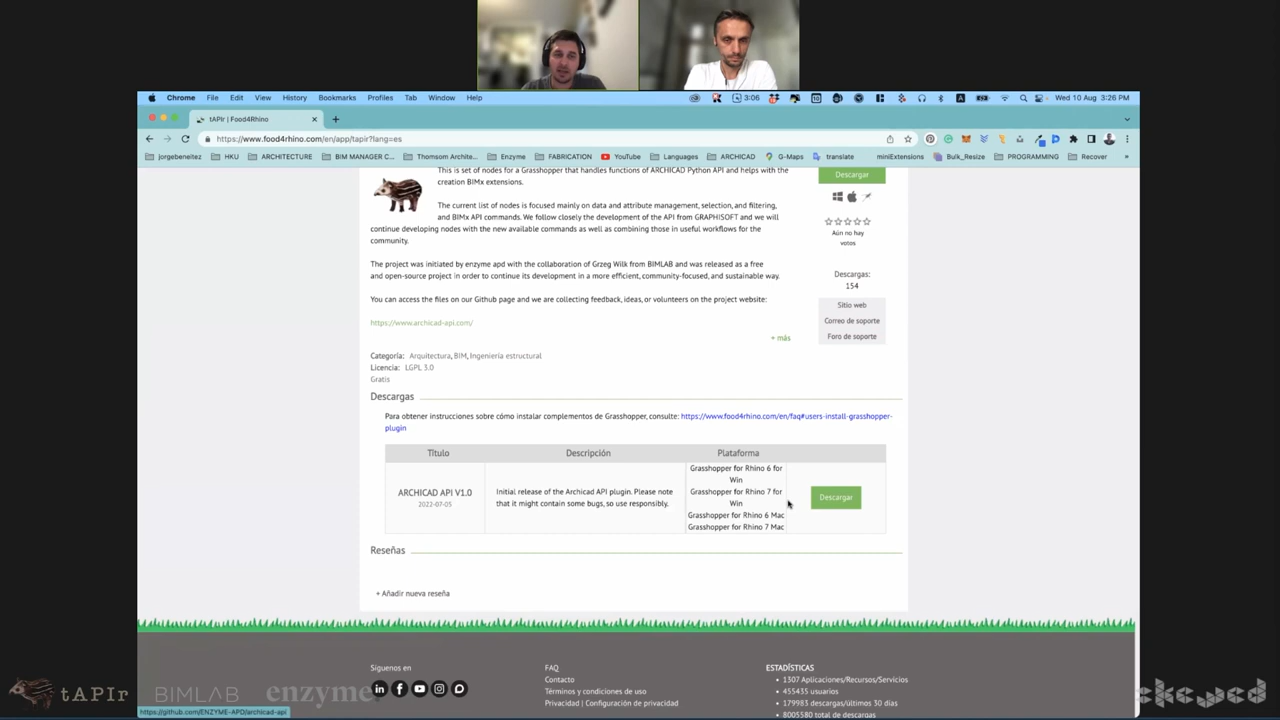 Chrome File Edit View History Bookmarks Profiles Tab Window Help
3:06
Wed 10 Aug 3:26 PM
tAPIr | Food4Rhino
https://www.food4rhino.com/en/app/tapir?lang=es
jorgebeneitez HKU ARCHITECTURE BIM MANAGER C... Thomsom Archite... Enzyme FABRICATION YouTube Languages ARCHICAD G-Maps translate miniExtensions Bulk_Resize PROGRAMMING Recover
This is set of nodes for a Grasshopper that handles functions of ARCHICAD Python API and helps with the
creation BIMx extensions.
The current list of nodes is focused mainly on data and attribute management, selection, and filtering,
and BIMx API commands. We follow closely the development of the API from GRAPHISOFT and we will
continue developing nodes with the new available commands as well as combining those in useful workflows for the
community.
The project was initiated by enzyme apd with the collaboration of Grzeg Wilk from BIMLAB and was released as a free
and open-source project in order to continue its development in a more efficient, community-focused, and sustainable way.
You can access the files on our Github page and we are collecting feedback, ideas, or volunteers on the project website:
https://www.archicad-api.com/
+ más
Categoría: Arquitectura, BIM, Ingeniería estructural
Licencia: LGPL 3.0
Gratis
Descargar
Aún no hay
votos
Descargas:
154
Sitio web
Correo de soporte
Foro de soporte
Descargas
Para obtener instrucciones sobre cómo instalar complementos de Grasshopper, consulte: https://www.food4rhino.com/en/faq#users-install-grasshopper-
plugin
Título Descripción Plataforma
ARCHICAD API V1.0
2022-07-05
Initial release of the Archicad API plugin. Please note
that it might contain some bugs, so use responsibly.
Grasshopper for Rhino 6 for
Win
Grasshopper for Rhino 7 for
Win
Grasshopper for Rhino 6 Mac
Grasshopper for Rhino 7 Mac
Descargar
Reseñas
+ Añadir nueva reseña
Síguenos en
FAQ
Contacto
Términos y condiciones de uso
Privacidad | Configuración de privacidad
ESTADÍSTICAS
1307 Aplicaciones/Recursos/Servicios
455435 usuarios
179983 descargas/últimos 30 días
8005580 total de descargas
tAPIr BIMLAB enzyme
https://github.com/ENZYME-APD/archicad-api